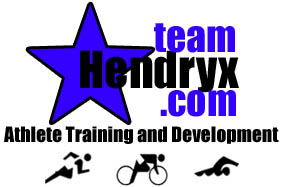 team
Hendryx
.com
Athlete Training and Development